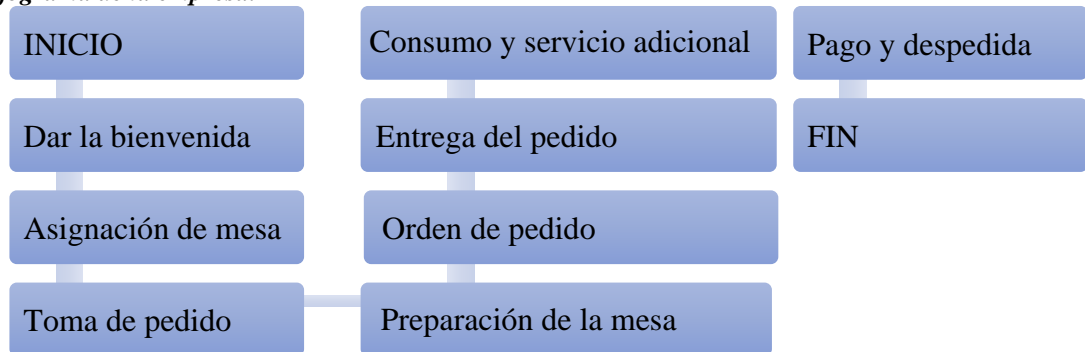 INICIO
Dar la bienvenida
Asignación de mesa
Toma de pedido
Preparación de la mesa
Orden de pedido
Entrega del pedido
Consumo y servicio adicional
Pago y despedida
FIN